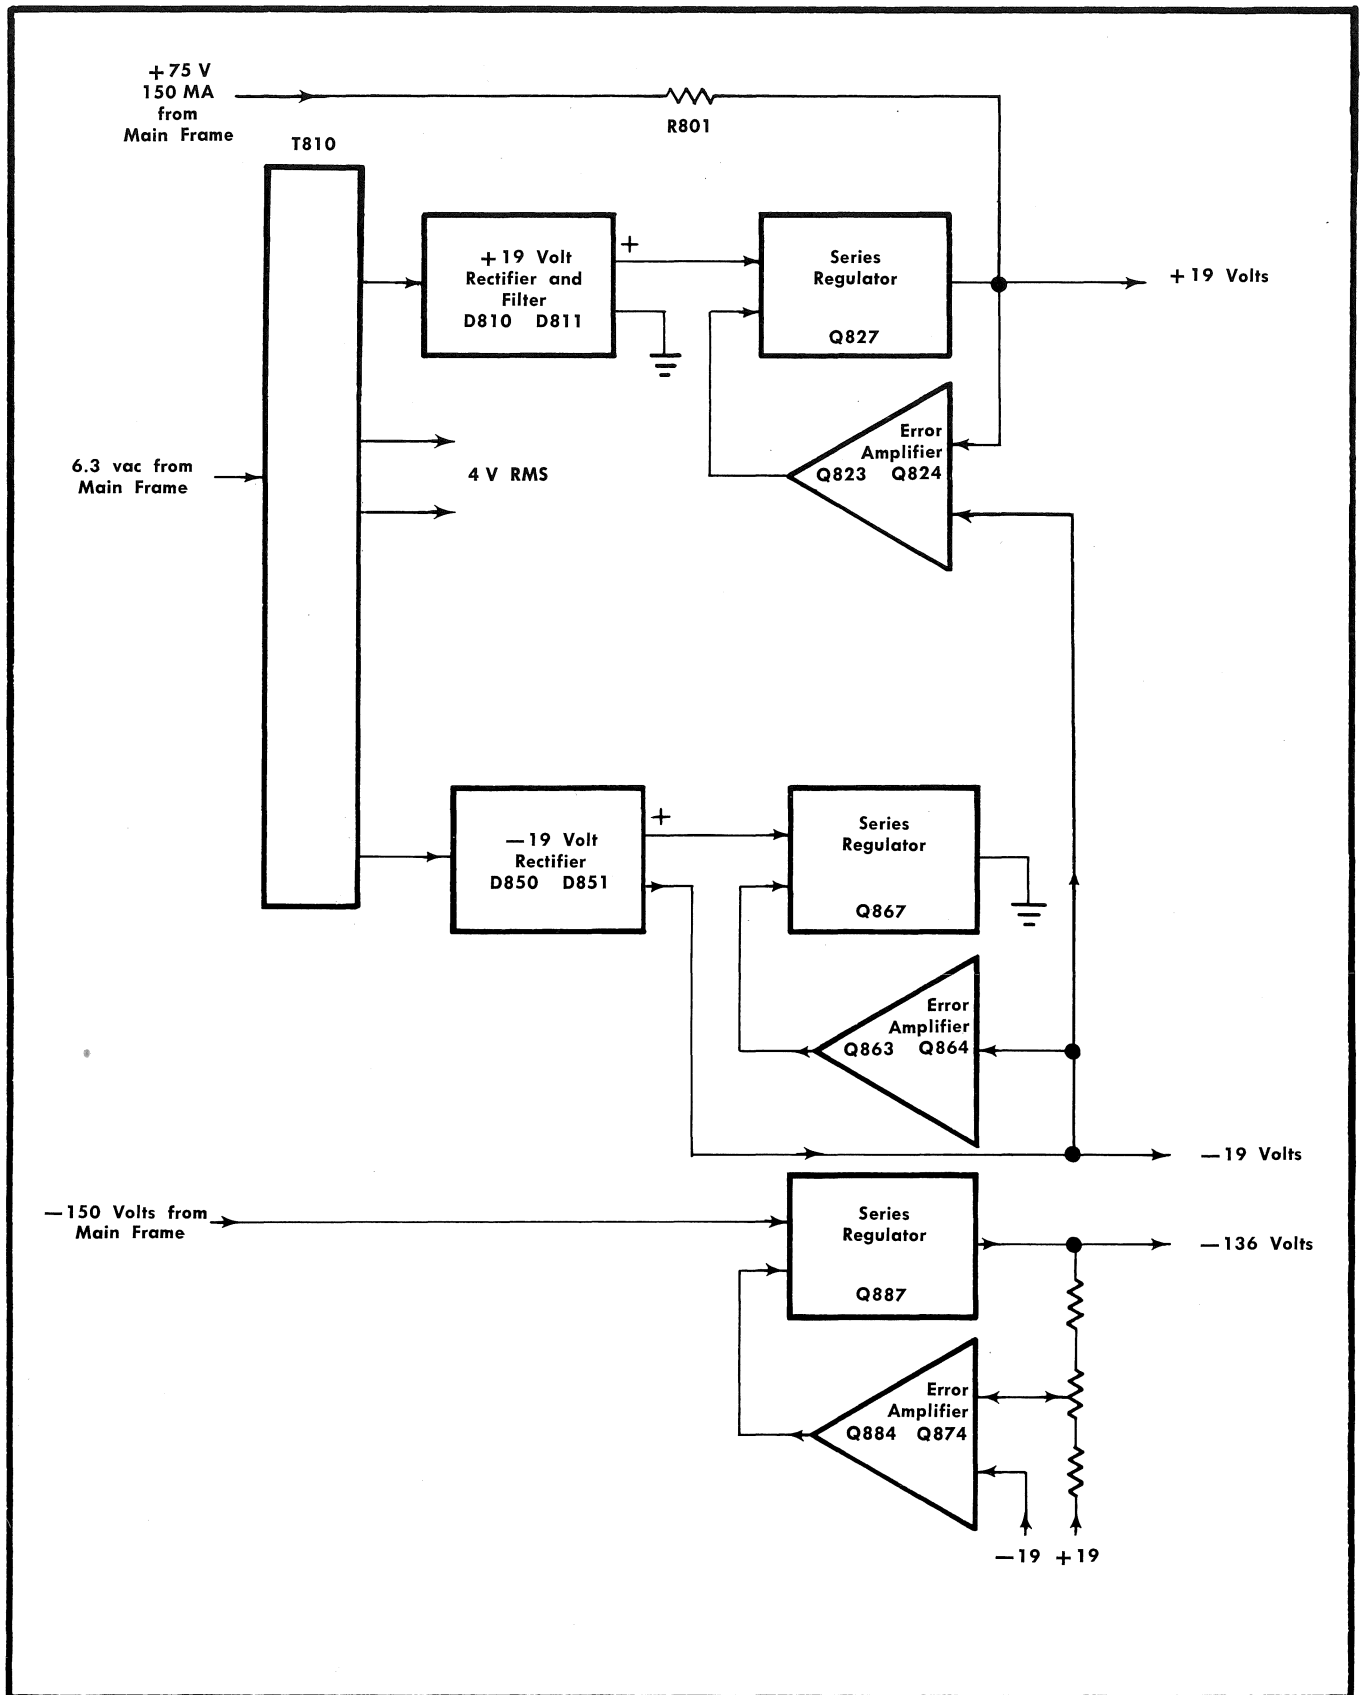 +75 V
150 MA
from
Main Frame
R801
T810
+19 Volt
Rectifier and
Filter
D810 D811
+
Series
Regulator
Q827
+19 Volts
Error
Amplifier
Q823 Q824
6.3 vac from
Main Frame
4 V RMS
—19 Volt
Rectifier
D850 D851
+
Series
Regulator
Q867
Error
Amplifier
Q863 Q864
—19 Volts
—150 Volts from
Main Frame
Series
Regulator
Q887
—136 Volts
Error
Amplifier
Q884 Q874
—19 +19